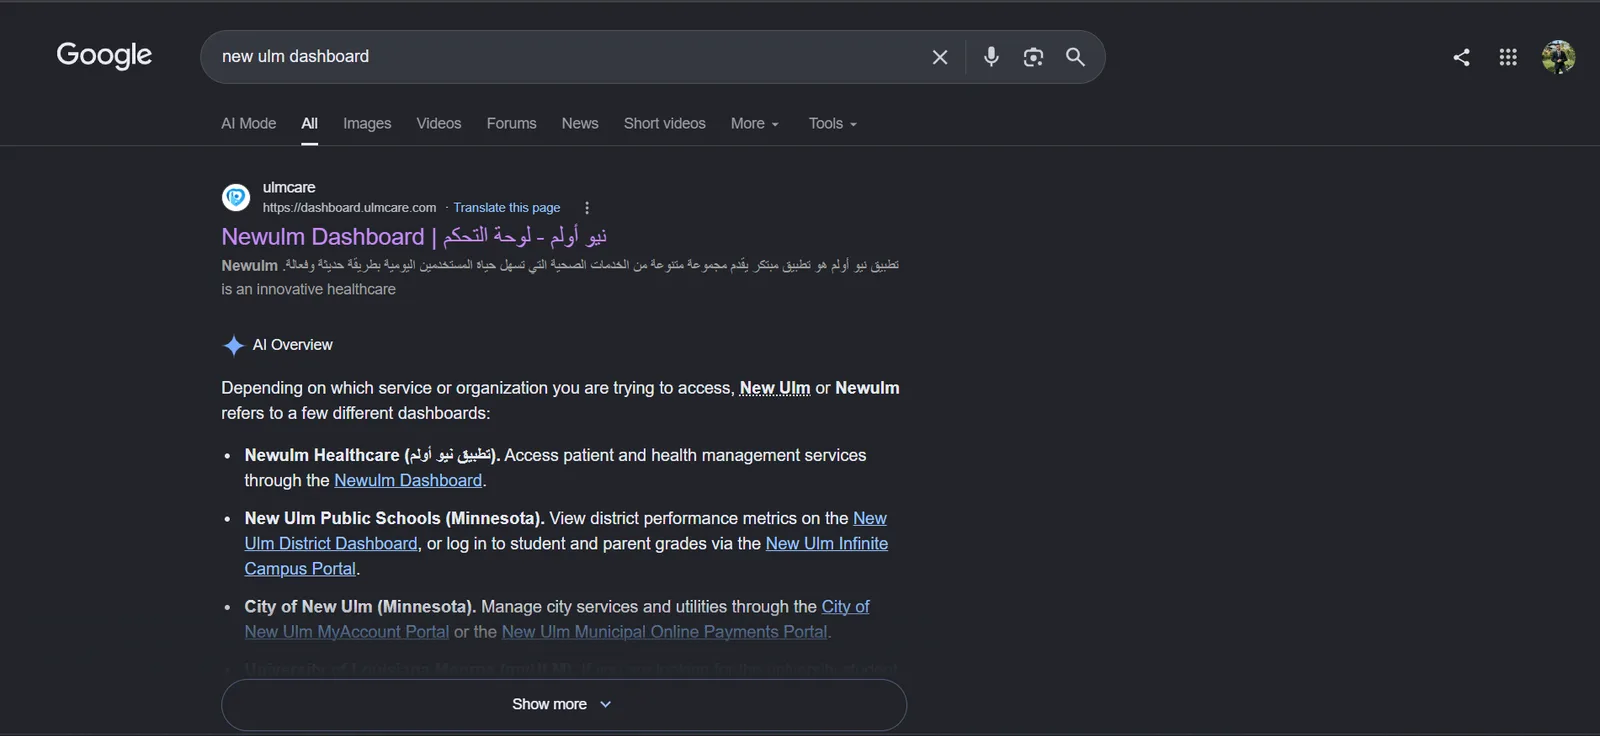 Google
new ulm dashboard
AI Mode
All
Images
Videos
Forums
News
Short videos
More
Tools
ulmcare
https://dashboard.ulmcare.com · Translate this page
Newulm Dashboard | نيو أولم - لوحة التحكم
تطبيق نيو أولم هو تطبيق مبتكر يقدم مجموعة متنوعة من الخدمات الصحية التي تسهل حياة المستخدمين اليومية بطريقة حديثة وفعالة. Newulm
is an innovative healthcare
AI Overview
Depending on which service or organization you are trying to access, New Ulm or Newulm
refers to a few different dashboards:
• Newulm Healthcare (تطبيق نيو أولم). Access patient and health management services
through the Newulm Dashboard.
• New Ulm Public Schools (Minnesota). View district performance metrics on the New
Ulm District Dashboard, or log in to student and parent grades via the New Ulm Infinite
Campus Portal.
• City of New Ulm (Minnesota). Manage city services and utilities through the City of
New Ulm MyAccount Portal or the New Ulm Municipal Online Payments Portal.
Show more